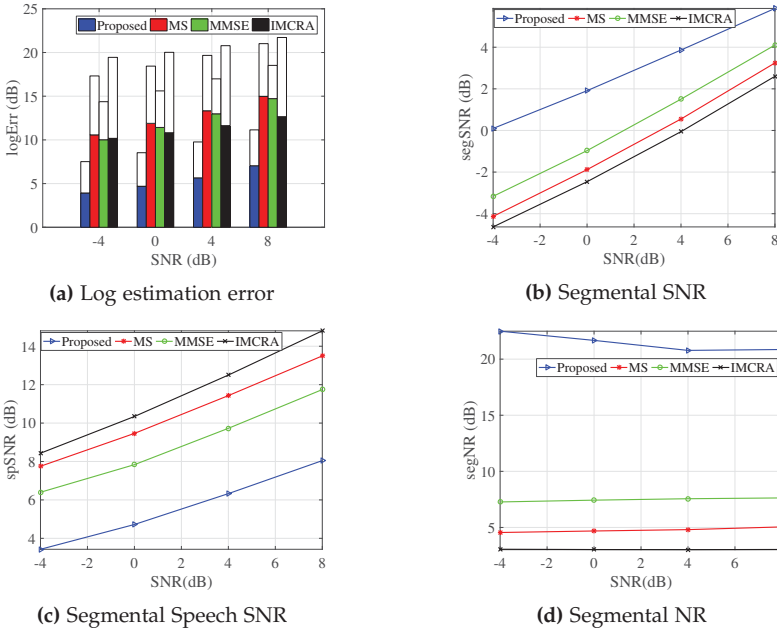 Proposed MS MMSE IMCRA
25
20
15
10
5
0
logErr (dB)
-4 0 4 8
SNR (dB)
(a) Log estimation error
Proposed MS MMSE IMCRA
4
2
0
-2
-4
segSNR (dB)
-4 -2 0 2 4 6 8
SNR(dB)
(b) Segmental SNR
Proposed MS MMSE IMCRA
14
12
10
8
6
4
spSNR (dB)
-4 -2 0 2 4 6 8
SNR(dB)
(c) Segmental Speech SNR
Proposed MS MMSE IMCRA
20
15
10
5
segNR (dB)
-4 -2 0 2 4 6
SNR(dB)
(d) Segmental NR